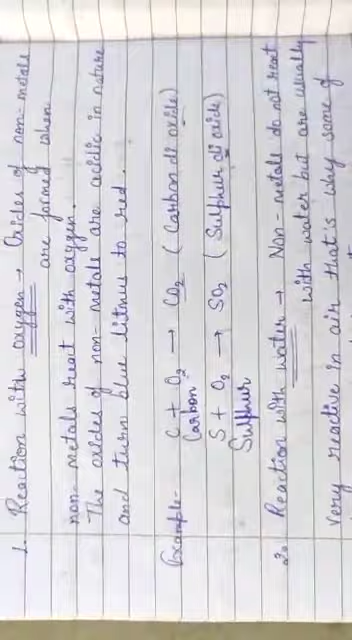 1. Reaction with oxygen → Oxides of non-metals
are formed when
non-metals react with oxygen.
The oxides of non-metals are acidic in nature
and turn blue litmus to red.
Example- C + O2 → CO2 (Carbon di oxide)
Carbon
S + O2 → SO2 (Sulphur di oxide)
Sulphur
2. Reaction with water → Non-metals do not react
with water but are usually
very reactive in air that's why some of